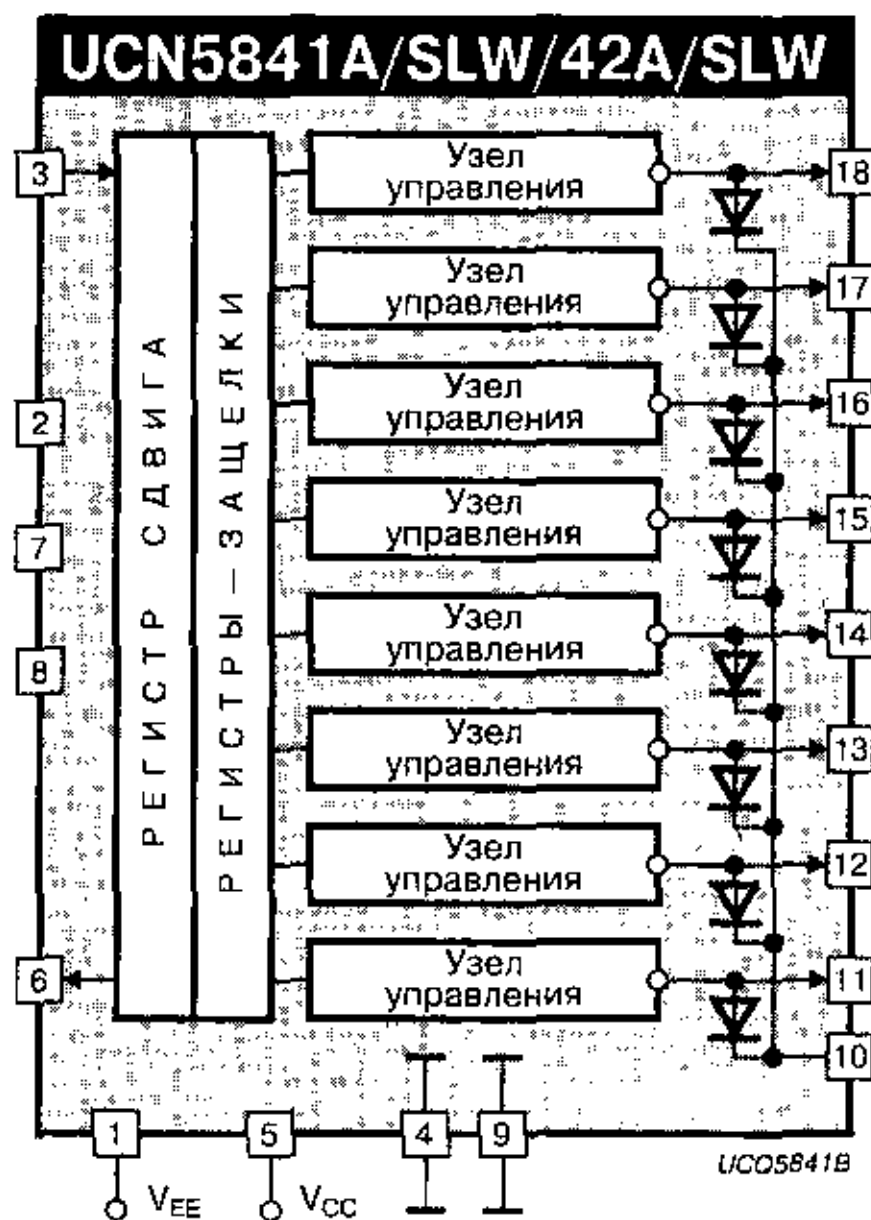 UCN5841A/SLW/42A/SLW
3
Узел
управления
18
Узел
управления
17
2
Узел
управления
16
7
Узел
управления
15
8
Узел
управления
14
Узел
управления
13
Узел
управления
12
6
Узел
управления
11
10
РЕГИСТР СДВИГА
РЕГИСТРЫ — ЗАЩЕЛКИ
1
5
4
9
VEE
VCC
UCO5841B